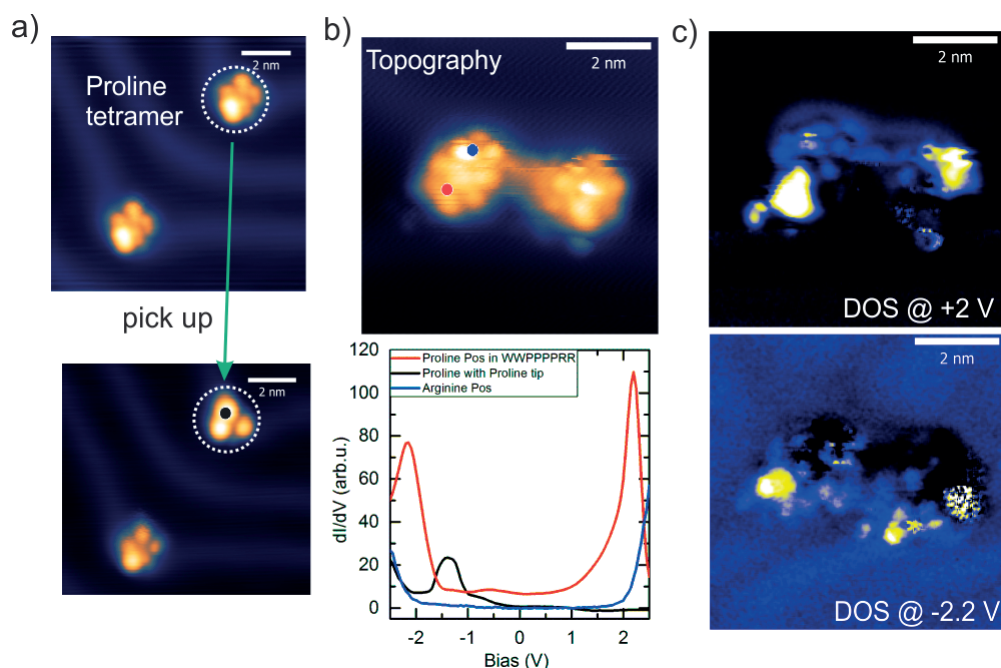 a)
2 nm
Proline
tetramer
pick up
2 nm
b)
Topography
2 nm
Proline Pos in WWPPPPRR
Proline with Proline tip
Arginine Pos
dI/dV (arb.u.)
120
100
80
60
40
20
0
-2
-1
0
1
2
Bias (V)
c)
2 nm
DOS @ +2 V
2 nm
DOS @ -2.2 V